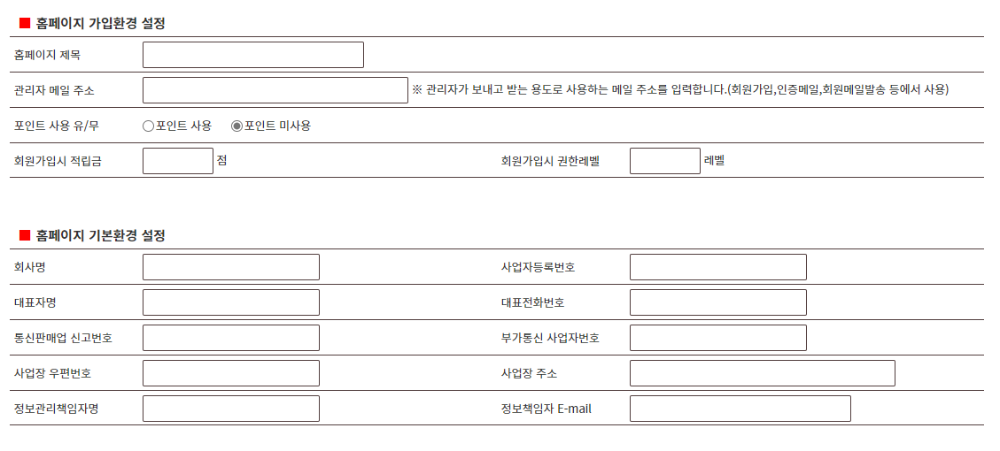 홈페이지 가입환경 설정
홈페이지 제목
관리자 메일 주소 ※ 관리자가 보내고 받는 용도로 사용하는 메일 주소를 입력합니다.(회원가입,인증메일,회원메일발송 등에서 사용)
포인트 사용 유/무 포인트 사용 포인트 미사용
회원가입시 적립금 점 회원가입시 권한레벨 레벨
홈페이지 기본환경 설정
회사명 사업자등록번호
대표자명 대표전화번호
통신판매업 신고번호 부가통신 사업자번호
사업장 우편번호 사업장 주소
정보관리책임자명 정보책임자 E-mail